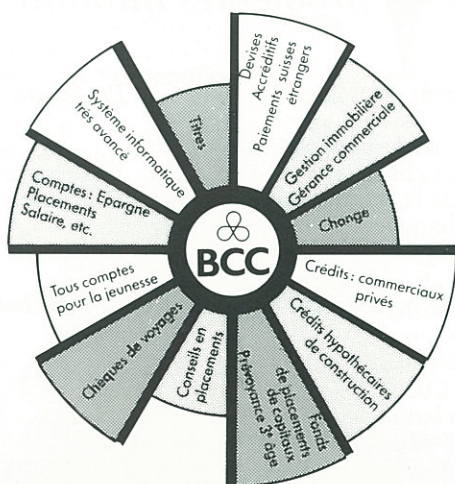 Devises
Accréditifs
Paiements suisses
étrangers
Gestion immobilière
Gérance commerciale
Change
Crédits : commerciaux
privés
Crédits hypothécaires
de construction
Fonds
de placements
de capitaux
Prévoyance 3e âge
Conseils en
placements
Chèques de voyages
Tous comptes
pour la jeunesse
Comptes : Epargne
Placements
Salaire, etc.
Système informatique
très avancé
Titres
BCC